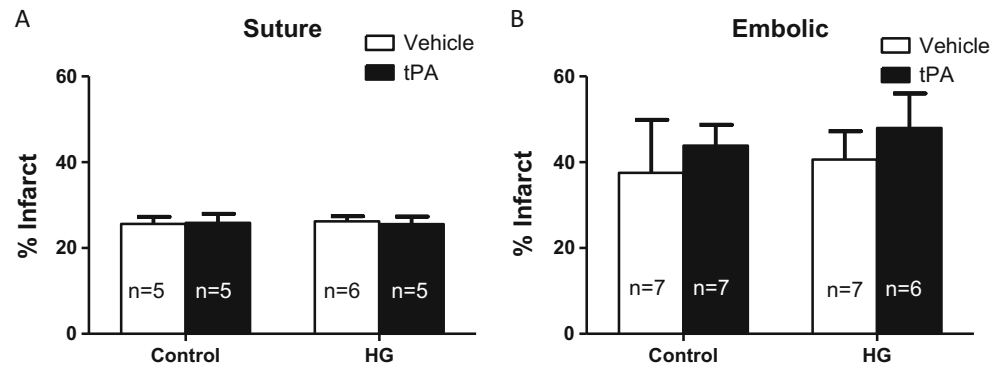 A
Suture
Vehicle
tPA
% Infarct
60
40
20
0
n=5
n=5
n=6
n=5
Control
HG
B
Embolic
Vehicle
tPA
% Infarct
60
40
20
0
n=7
n=7
n=7
n=6
Control
HG